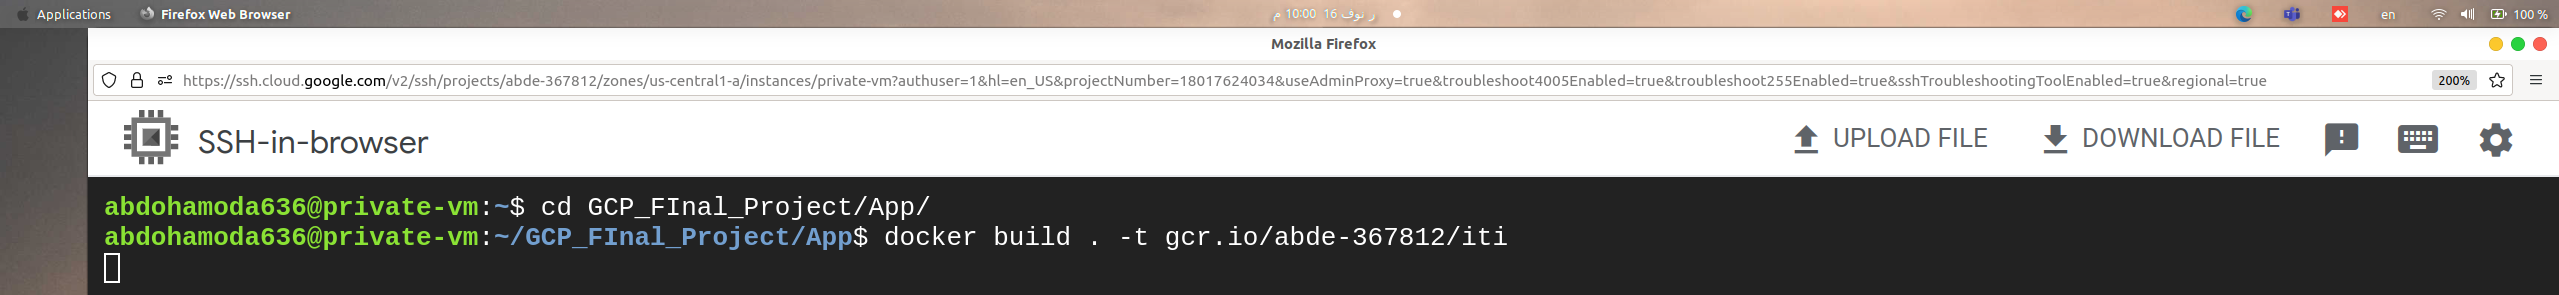 Applications Firefox Web Browser ر نوف 16 10:00 م en 100 %
Mozilla Firefox
https://ssh.cloud.google.com/v2/ssh/projects/abde-367812/zones/us-central1-a/instances/private-vm?authuser=1&hl=en_US&projectNumber=18017624034&useAdminProxy=true&troubleshoot4005Enabled=true&troubleshoot255Enabled=true&sshTroubleshootingToolEnabled=true&regional=true 200%
SSH-in-browser UPLOAD FILE DOWNLOAD FILE
abdohamoda636@private-vm:~$ cd GCP_FInal_Project/App/
abdohamoda636@private-vm:~/GCP_FInal_Project/App$ docker build . -t gcr.io/abde-367812/iti